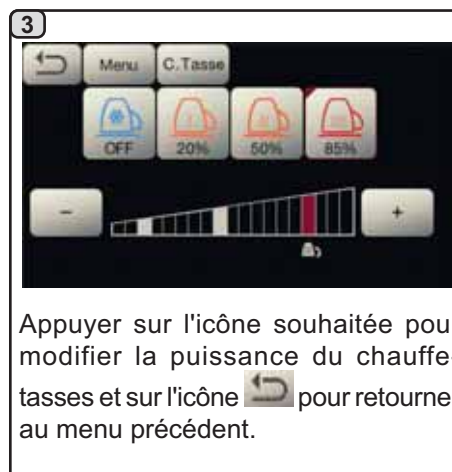 3
Menu C.Tasse
OFF 20% 50% 85%
- +
Appuyer sur l'icône souhaitée pou
modifier la puissance du chauffe
tasses et sur l'icône pour retourne
au menu précédent.